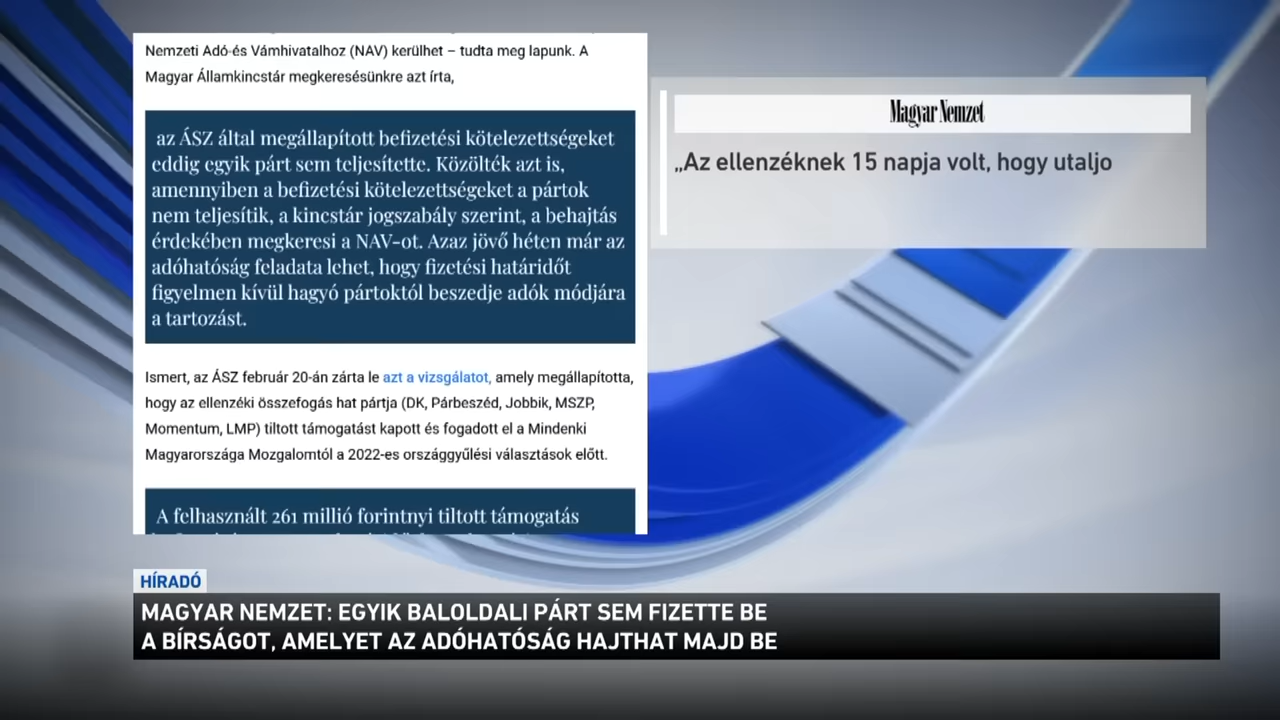 Nemzeti Adó-és Vámhivatalhoz (NAV) kerülhet – tudta meg lapunk. A
Magyar Államkincstár megkeresésünkre azt írta,
az ÁSZ által megállapított befizetési kötelezettségeket
eddig egyik párt sem teljesítette. Közölték azt is,
amennyiben a befizetési kötelezettségeket a pártok
nem teljesítik, a kincstár jogszabály szerint, a behajtás
érdekében megkeresi a NAV-ot. Azaz jövő héten már az
adóhatóság feladata lehet, hogy fizetési határidőt
figyelmen kívül hagyó pártoktól beszedje adók módjára
a tartozást.
Ismert, az ÁSZ február 20-án zárta le azt a vizsgálatot, amely megállapította,
hogy az ellenzéki összefogás hat pártja (DK, Párbeszéd, Jobbik, MSZP,
Momentum, LMP) tiltott támogatást kapott és fogadott el a Mindenki
Magyarországa Mozgalomtól a 2022-es országgyűlési választások előtt.
A felhasznált 261 millió forintnyi tiltott támogatás
Magyar Nemzet
„Az ellenzéknek 15 napja volt, hogy utaljo
HÍRADÓ
MAGYAR NEMZET: EGYIK BALOLDALI PÁRT SEM FIZETTE BE
A BÍRSÁGOT, AMELYET AZ ADÓHATÓSÁG HAJTHAT MAJD BE